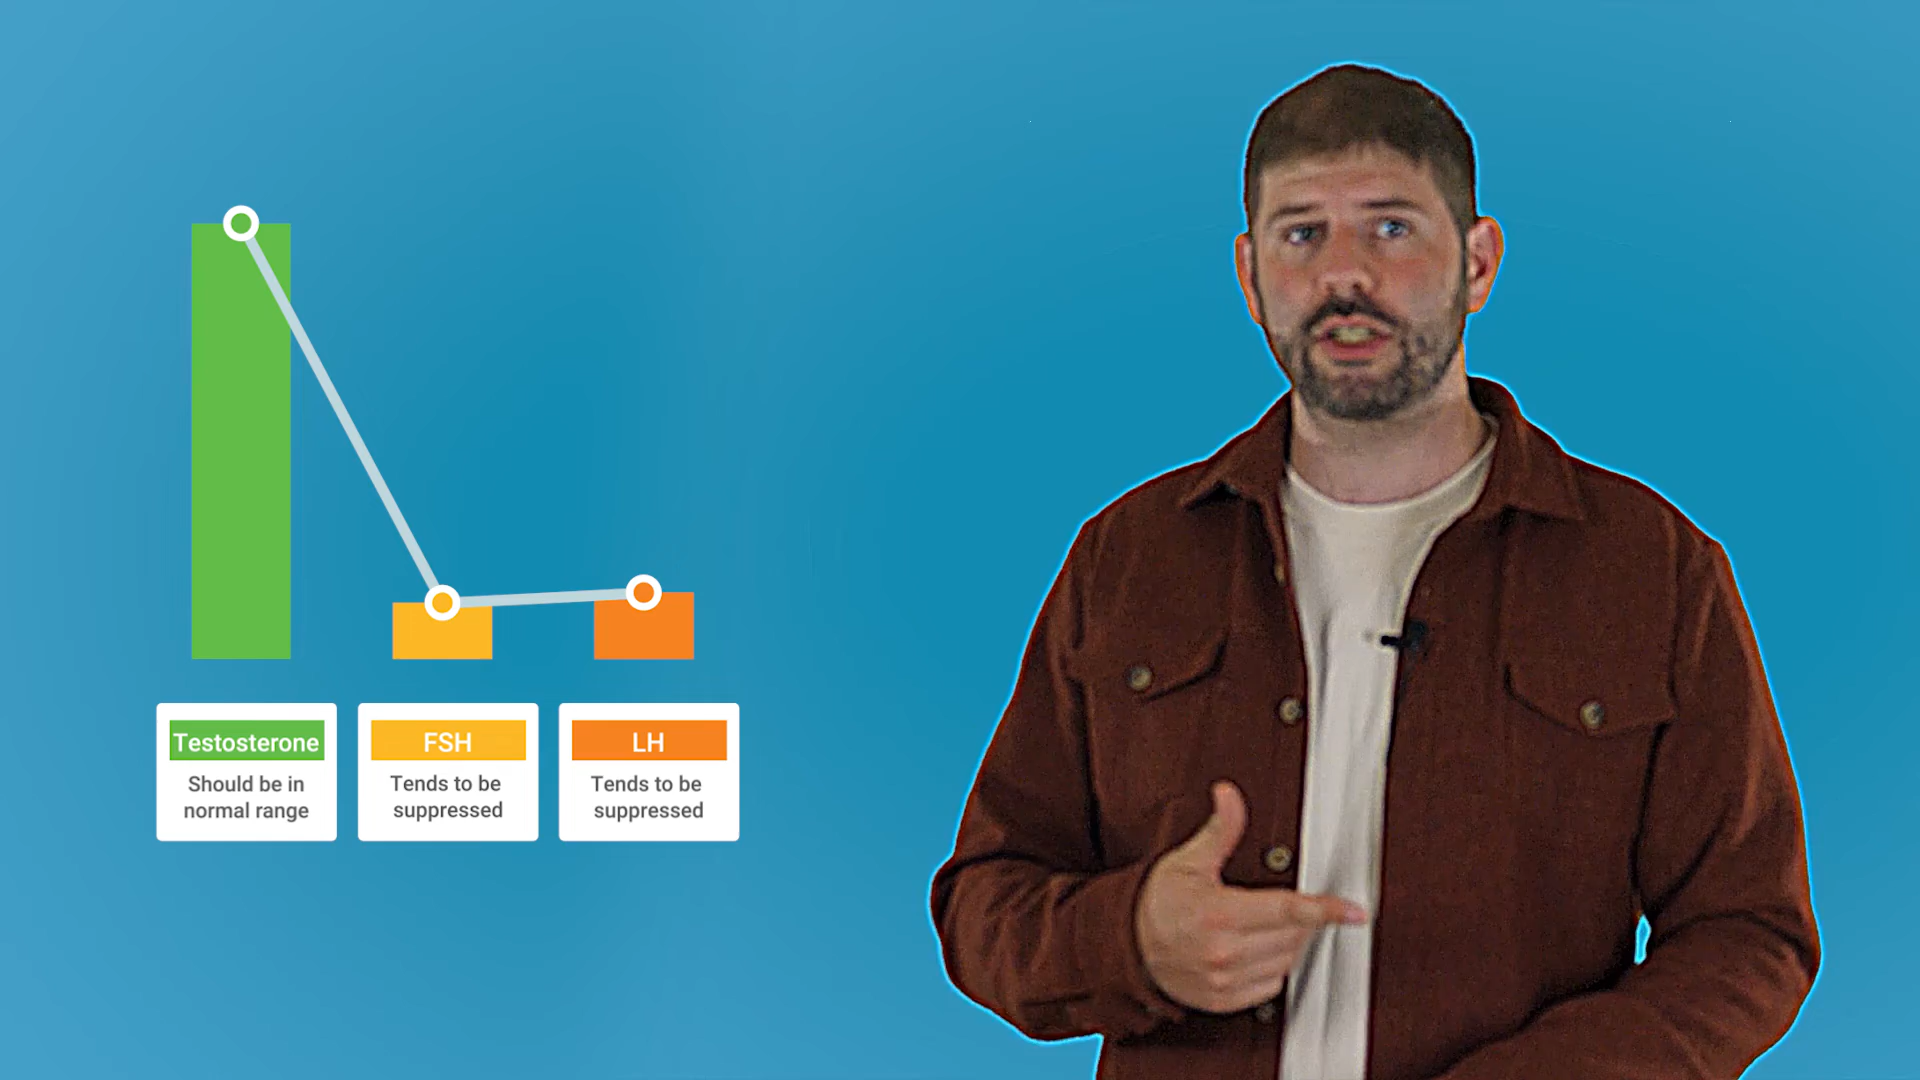 Testosterone
Should be in
normal range
FSH
Tends to be
suppressed
LH
Tends to be
suppressed